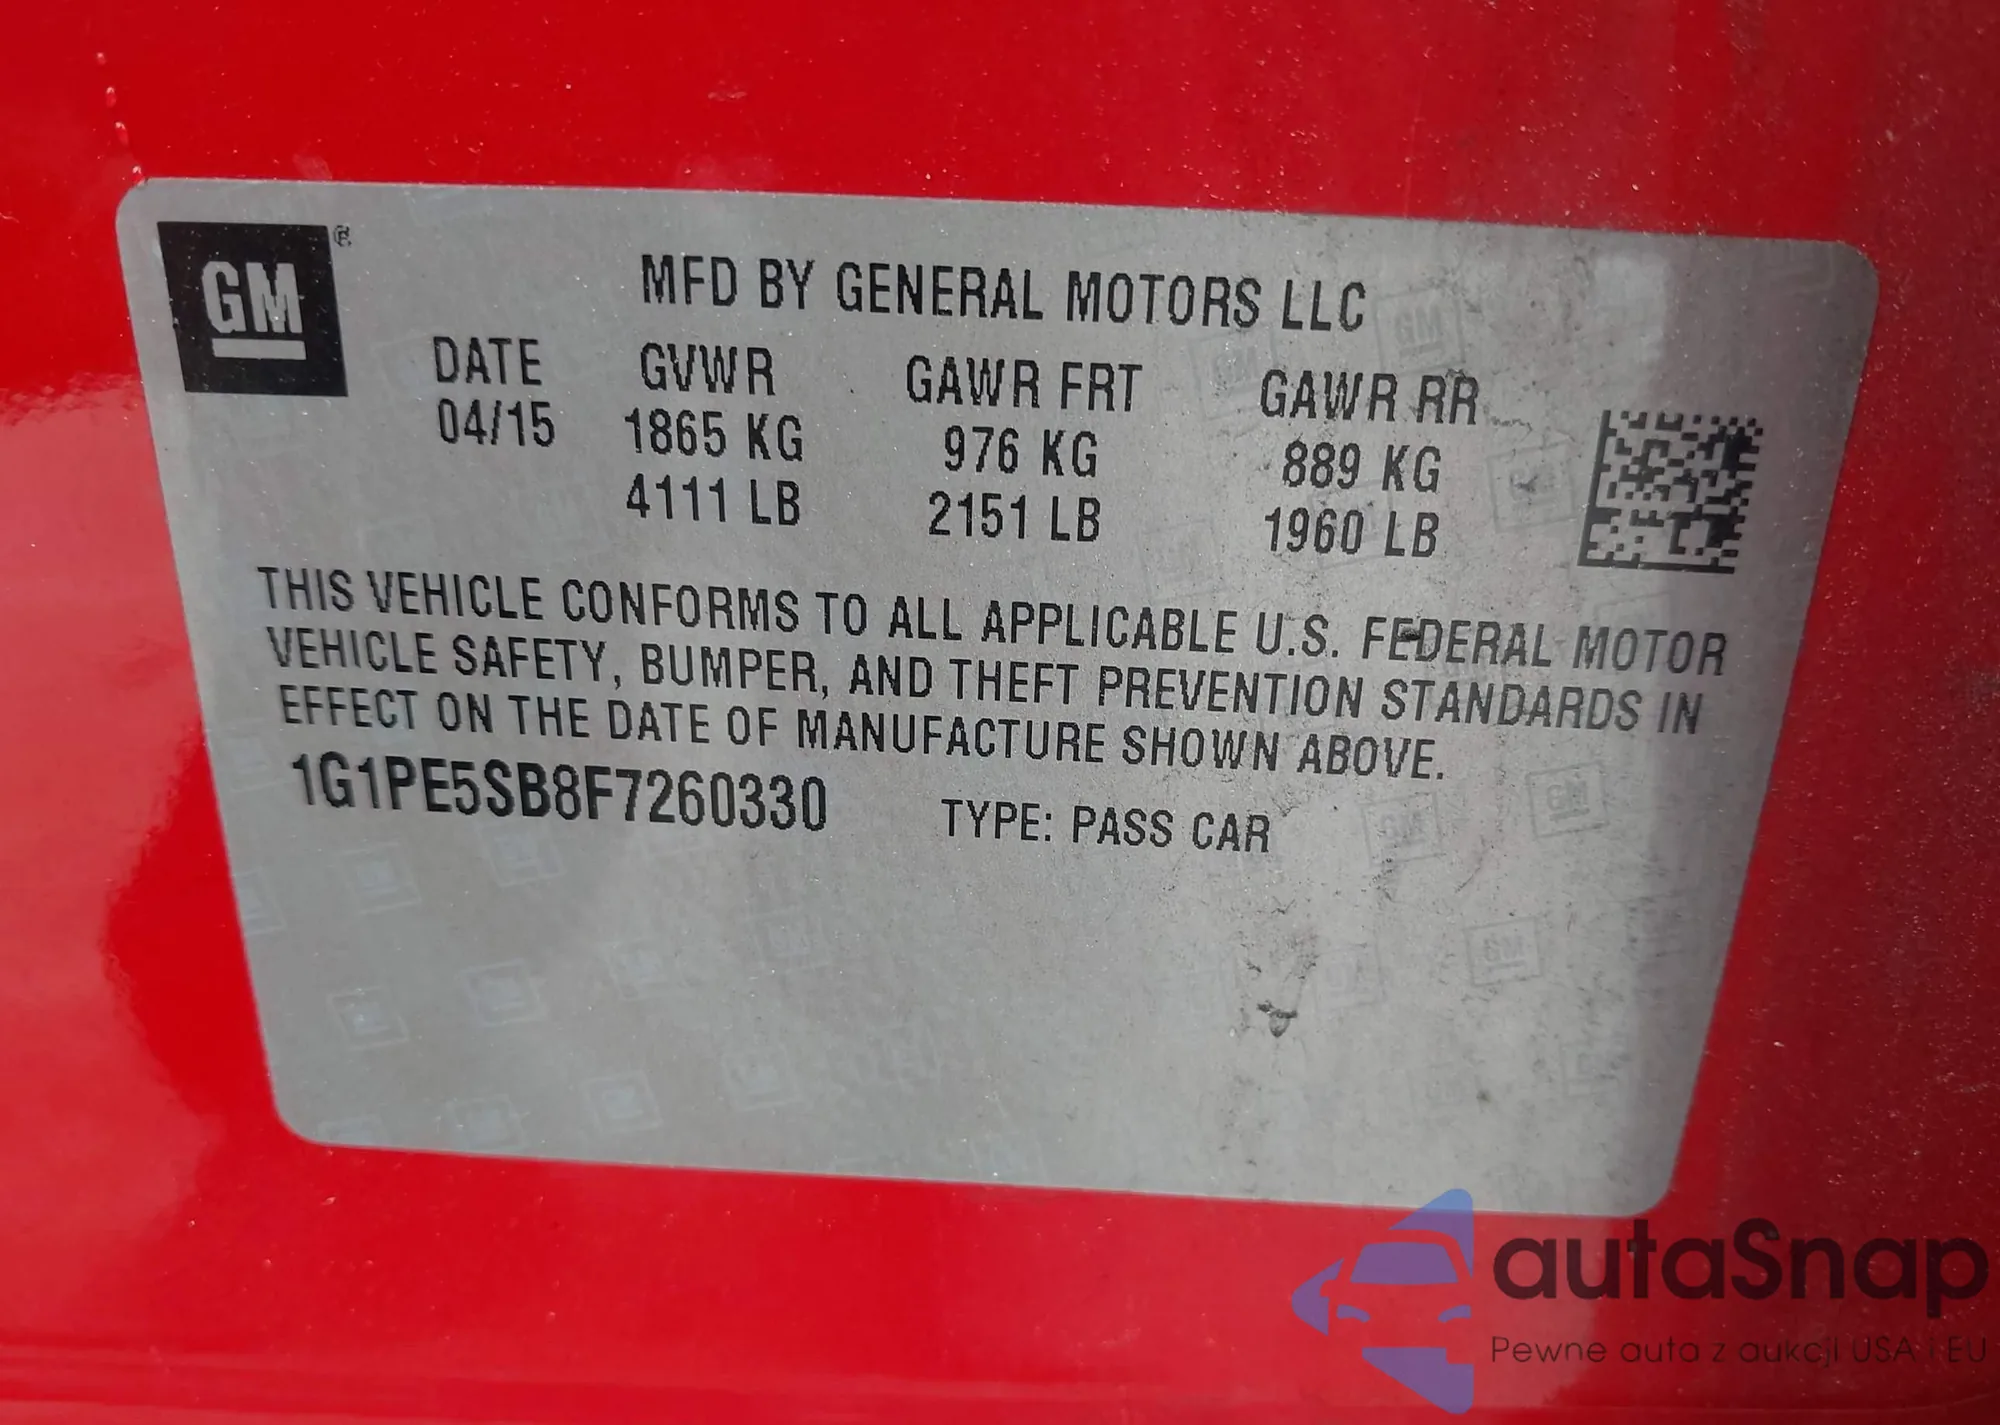 GM ®
MFD BY GENERAL MOTORS LLC
DATE GVWR GAWR FRT GAWR RR
04/15 1865 KG 976 KG 889 KG
4111 LB 2151 LB 1960 LB
THIS VEHICLE CONFORMS TO ALL APPLICABLE U.S. FEDERAL MOTOR
VEHICLE SAFETY, BUMPER, AND THEFT PREVENTION STANDARDS IN
EFFECT ON THE DATE OF MANUFACTURE SHOWN ABOVE.
1G1PE5SB8F7260330 TYPE: PASS CAR
autaSnap
Pewne auta z aukcji USA i EU